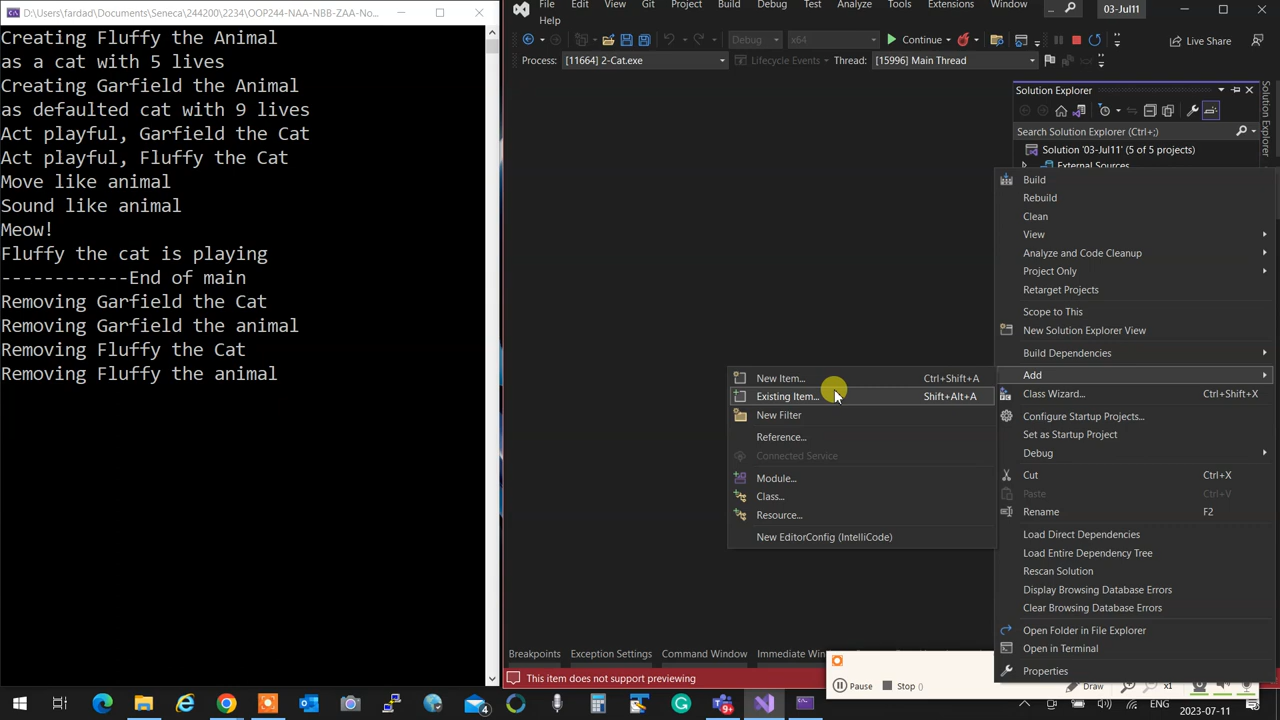 D:\Users\fardad\Documents\Seneca\244200\2234\OOP244-NAA-NBB-ZAA-No...
Creating Fluffy the Animal
as a cat with 5 lives
Creating Garfield the Animal
as defaulted cat with 9 lives
Act playful, Garfield the Cat
Act playful, Fluffy the Cat
Move like animal
Sound like animal
Meow!
Fluffy the cat is playing
------------End of main
Removing Garfield the Cat
Removing Garfield the animal
Removing Fluffy the Cat
Removing Fluffy the animal
File Edit View Git Project Build Debug Test Analyze Tools Extensions Window
Help
03-Jul11
Debug x64 Continue Live Share
Process: [11664] 2-Cat.exe Lifecycle Events Thread: [15996] Main Thread
Solution Explorer
Search Solution Explorer (Ctrl+;)
Solution '03-Jul11' (5 of 5 projects)
External Sources
Solution Explorer
Build
Rebuild
Clean
View
Analyze and Code Cleanup
Project Only
Retarget Projects
Scope to This
New Solution Explorer View
Build Dependencies
Add
Class Wizard... Ctrl+Shift+X
Configure Startup Projects...
Set as Startup Project
Debug
Cut Ctrl+X
Paste Ctrl+V
Rename F2
Load Direct Dependencies
Load Entire Dependency Tree
Rescan Solution
Display Browsing Database Errors
Clear Browsing Database Errors
Open Folder in File Explorer
Open in Terminal
Properties
New Item... Ctrl+Shift+A
Existing Item... Shift+Alt+A
New Filter
Reference...
Connected Service
Module...
Class...
Resource...
New EditorConfig (IntelliCode)
Breakpoints Exception Settings Command Window Immediate Win
This item does not support previewing
Pause Stop
Draw x1
4
9+
2023-07-11